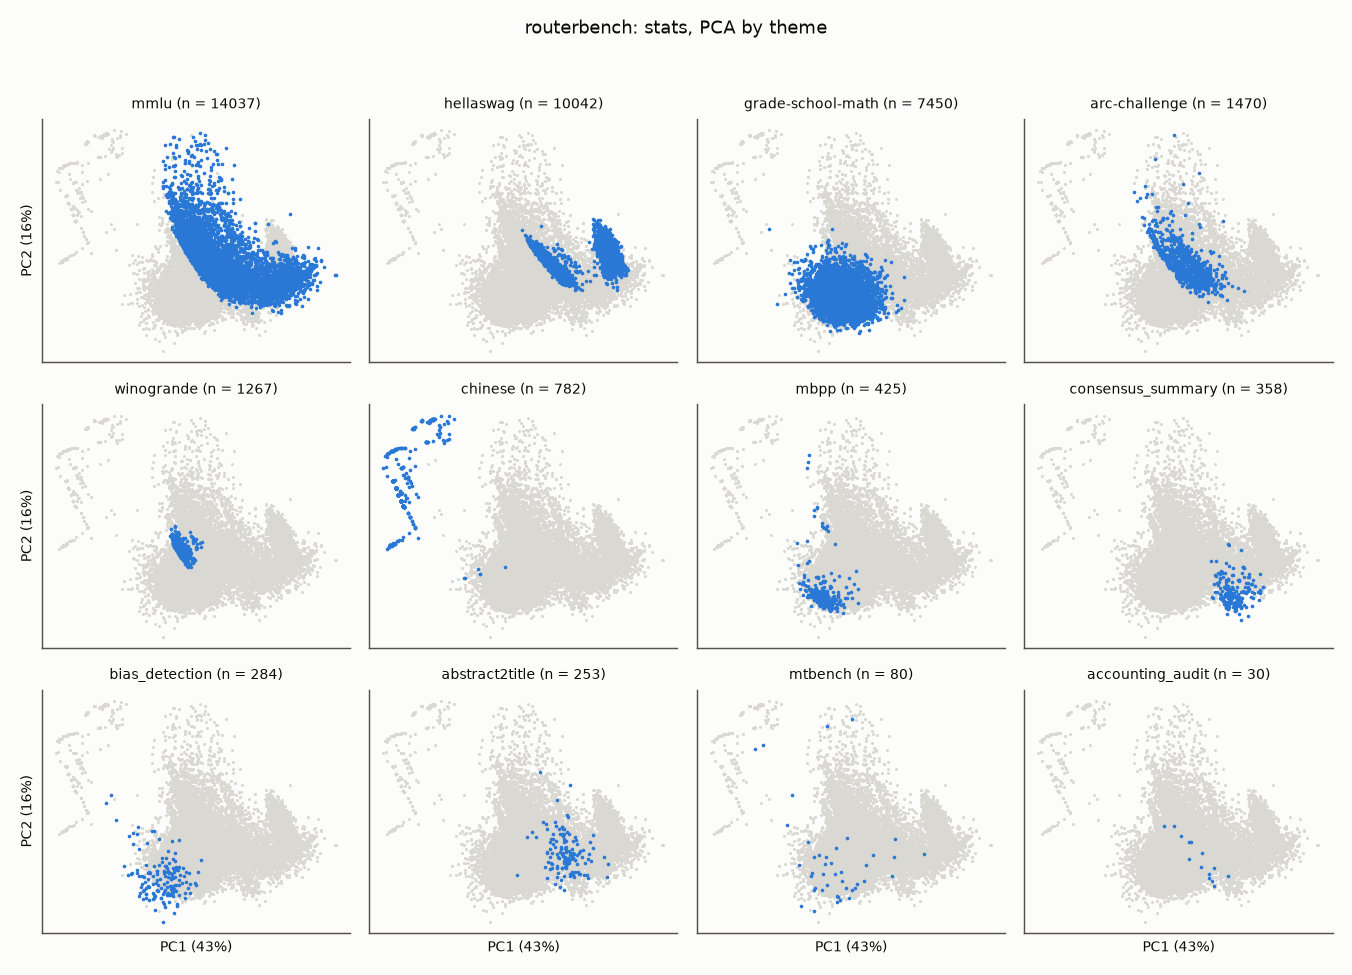 routerbench: stats, PCA by theme
mmlu (n = 14037)
hellaswag (n = 10042)
grade-school-math (n = 7450)
arc-challenge (n = 1470)
PC2 (16%)
winogrande (n = 1267)
chinese (n = 782)
mbpp (n = 425)
consensus_summary (n = 358)
PC2 (16%)
bias_detection (n = 284)
abstract2title (n = 253)
mtbench (n = 80)
accounting_audit (n = 30)
PC2 (16%)
PC1 (43%)
PC1 (43%)
PC1 (43%)
PC1 (43%)